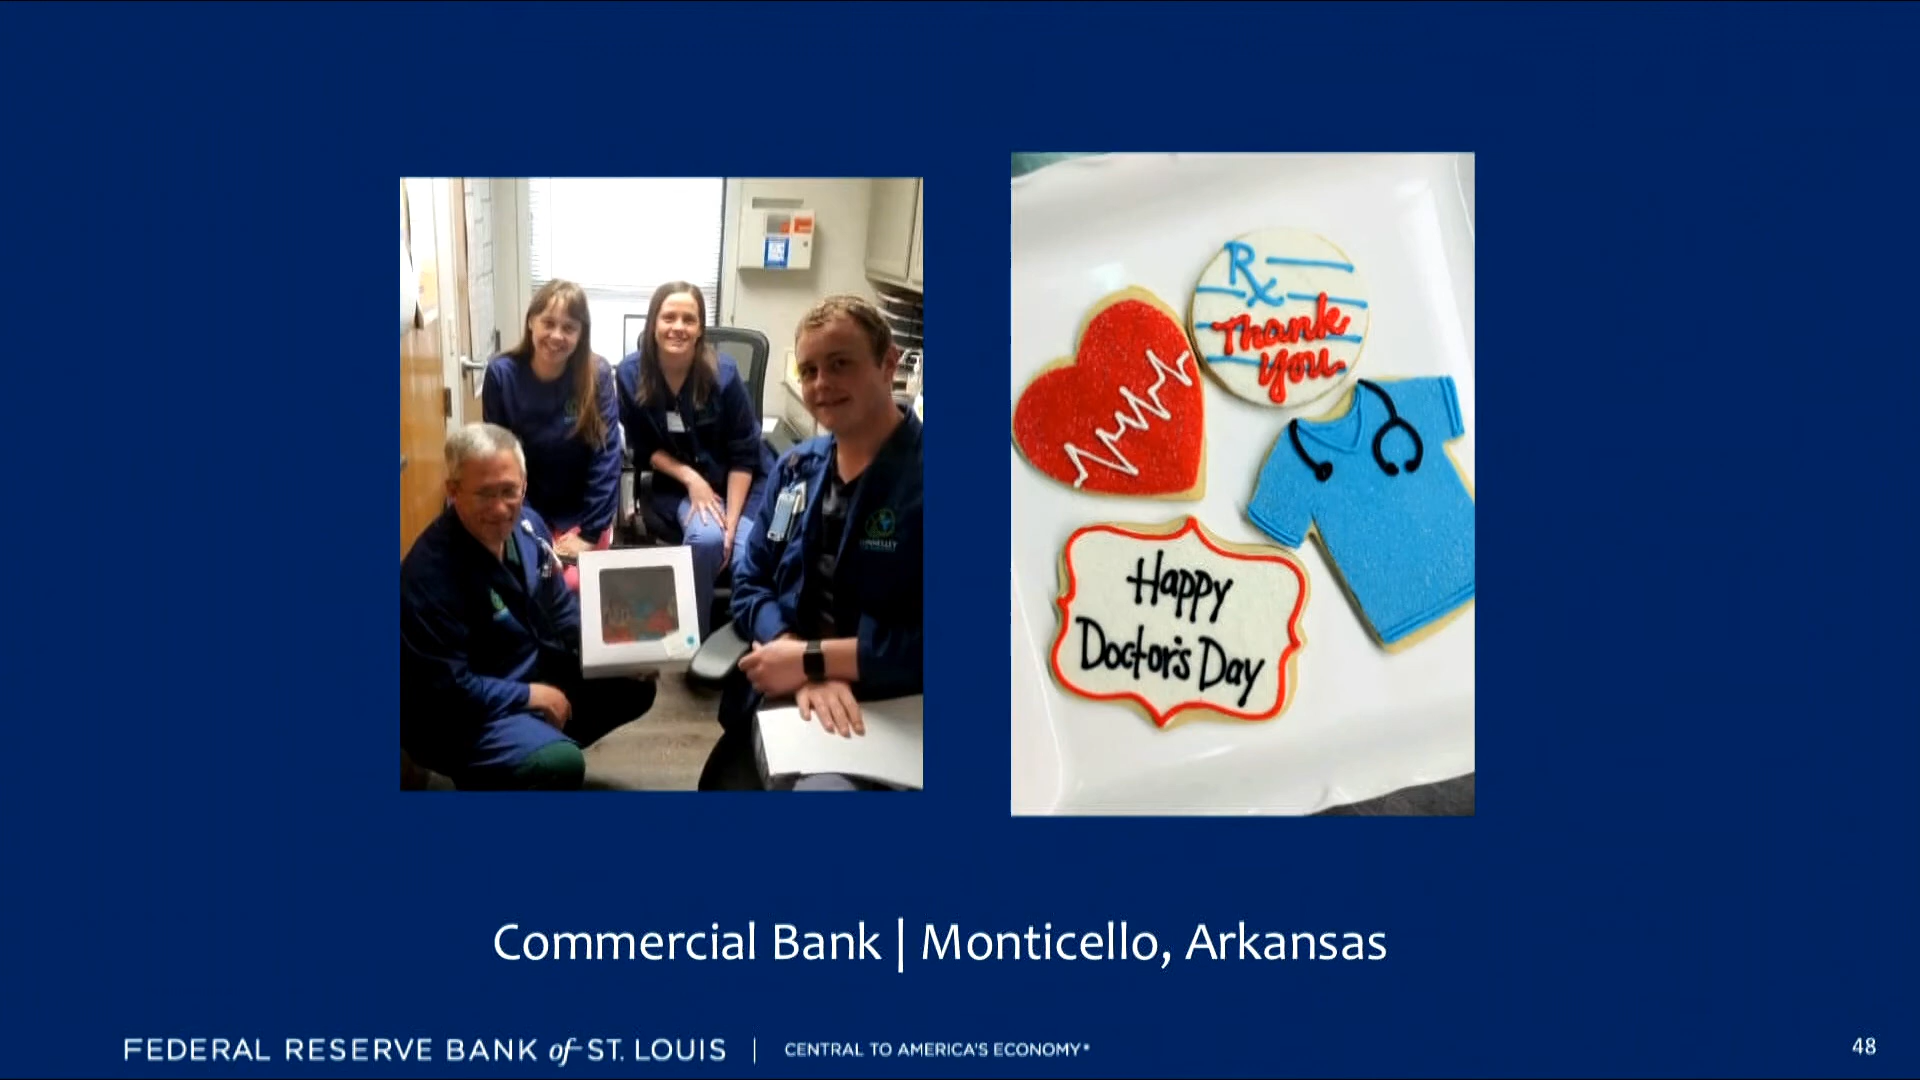 Rx
Thank
You
Happy
Doctor's Day
Commercial Bank | Monticello, Arkansas
FEDERAL RESERVE BANK of ST. LOUIS | CENTRAL TO AMERICA'S ECONOMY®
48